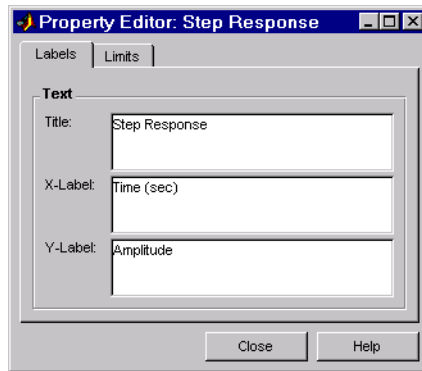 Property Editor: Step Response
Labels Limits
Text
Title: Step Response
X-Label: Time (sec)
Y-Label: Amplitude
Close Help